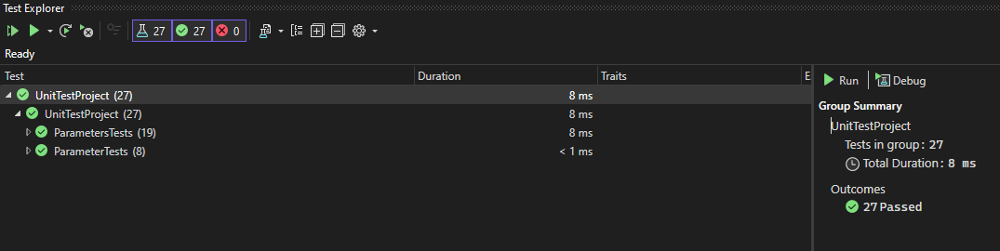 Test Explorer
27 27 0
Ready
Test Duration Traits E
UnitTestProject (27) 8 ms
UnitTestProject (27) 8 ms
ParametersTests (19) 8 ms
ParameterTests (8) < 1 ms
Run Debug
Group Summary
UnitTestProject
Tests in group: 27
Total Duration: 8 ms
Outcomes
27 Passed